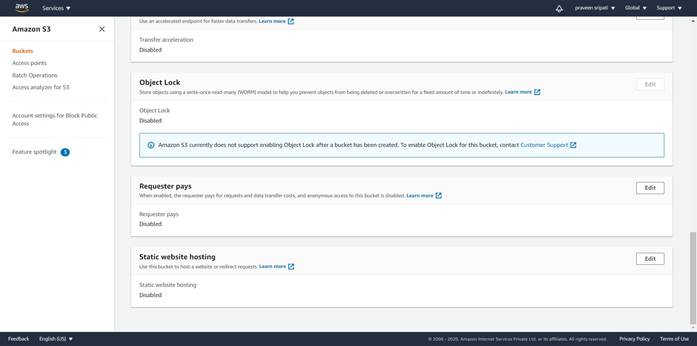 aws
Services
praveen sripati
Global
Support
Amazon S3
Buckets
Access points
Batch Operations
Access analyzer for S3
Account settings for Block Public
Access
Feature spotlight 3
Use an accelerated endpoint for faster data transfers. Learn more
Transfer acceleration
Disabled
Object Lock
Edit
Store objects using a write-once-read-many (WORM) model to help you prevent objects from being deleted or overwritten for a fixed amount of time or indefinitely. Learn more
Object Lock
Disabled
Amazon S3 currently does not support enabling Object Lock after a bucket has been created. To enable Object Lock for this bucket, contact Customer Support
Requester pays
Edit
When enabled, the requester pays for requests and data transfer costs, and anonymous access to this bucket is disabled. Learn more
Requester pays
Disabled
Static website hosting
Edit
Use this bucket to host a website or redirect requests. Learn more
Static website hosting
Disabled
Feedback
English (US)
© 2008 - 2020, Amazon Internet Services Private Ltd. or its affiliates. All rights reserved.
Privacy Policy
Terms of Use